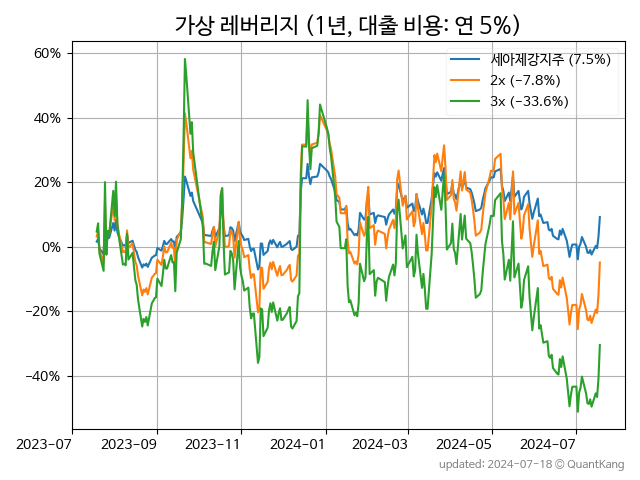 가상 레버리지 (1년, 대출 비용: 연 5%)
세아제강지주 (7.5%)
2x (−7.8%)
3x (−33.6%)
60%
40%
20%
0%
−20%
−40%
2023-07 2023-09 2023-11 2024-01 2024-03 2024-05 2024-07
updated: 2024-07-18 © QuantKang